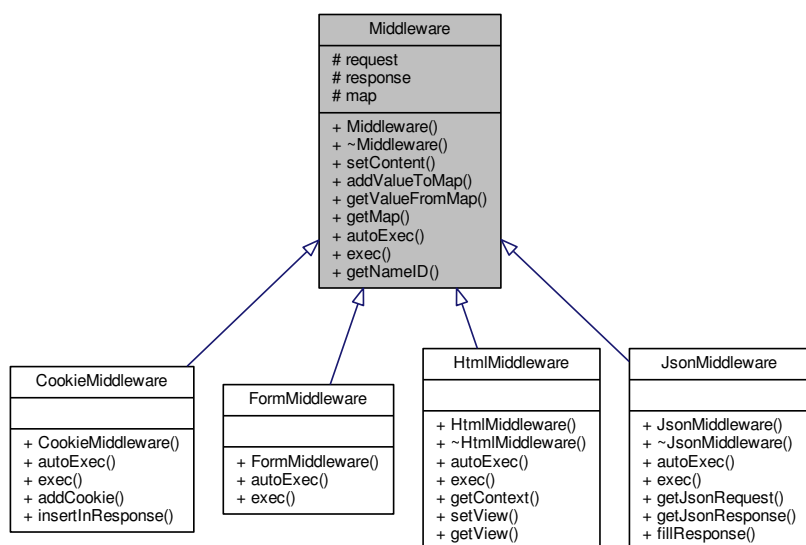 Middleware
# request
# response
# map
+ Middleware()
+ ~Middleware()
+ setContent()
+ addValueToMap()
+ getValueFromMap()
+ getMap()
+ autoExec()
+ exec()
+ getNameID()
CookieMiddleware
+ CookieMiddleware()
+ autoExec()
+ exec()
+ addCookie()
+ insertInResponse()
FormMiddleware
+ FormMiddleware()
+ autoExec()
+ exec()
HtmlMiddleware
+ HtmlMiddleware()
+ ~HtmlMiddleware()
+ autoExec()
+ exec()
+ getContext()
+ setView()
+ getView()
JsonMiddleware
+ JsonMiddleware()
+ ~JsonMiddleware()
+ autoExec()
+ exec()
+ getJsonRequest()
+ getJsonResponse()
+ fillResponse()